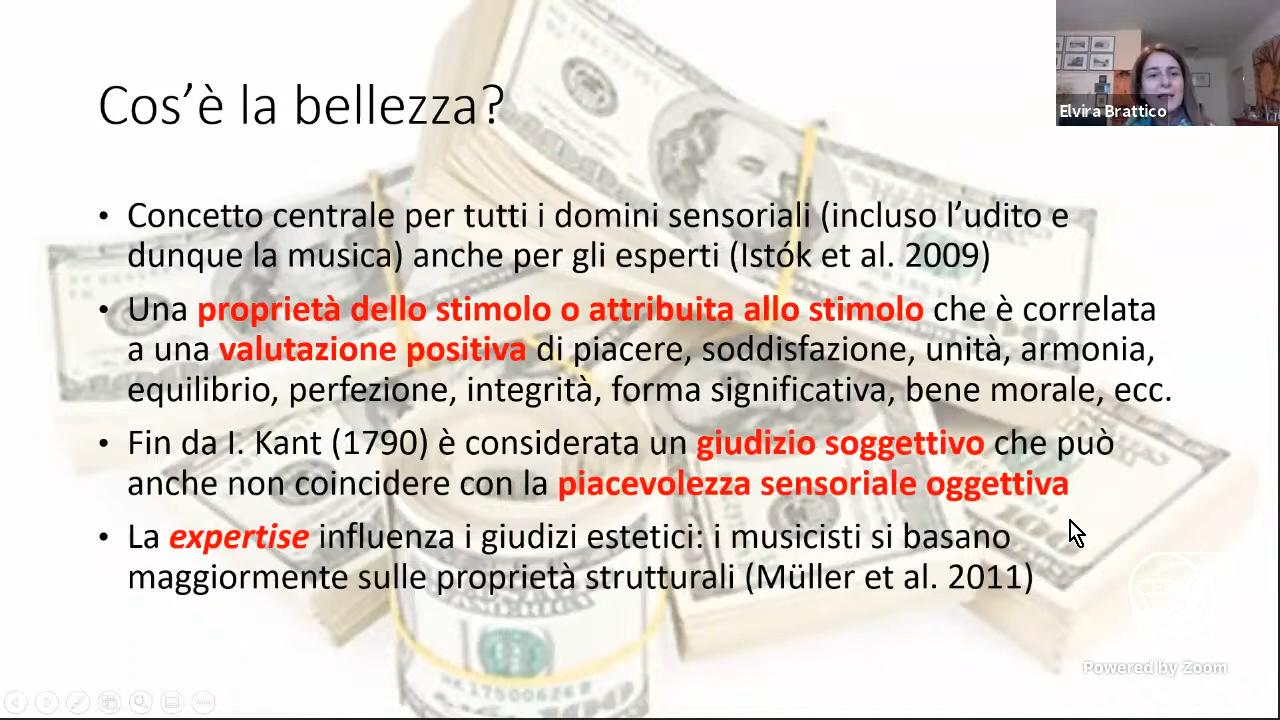 Cos'è la bellezza?
Elvira Brattico
• Concetto centrale per tutti i domini sensoriali (incluso l'udito e
dunque la musica) anche per gli esperti (Istók et al. 2009)
• Una proprietà dello stimolo o attribuita allo stimolo che è correlata
a una valutazione positiva di piacere, soddisfazione, unità, armonia,
equilibrio, perfezione, integrità, forma significativa, bene morale, ecc.
• Fin da I. Kant (1790) è considerata un giudizio soggettivo che può
anche non coincidere con la piacevolezza sensoriale oggettiva
• La expertise influenza i giudizi estetici: i musicisti si basano
maggiormente sulle proprietà strutturali (Müller et al. 2011)
CERN
Powered by Zoom